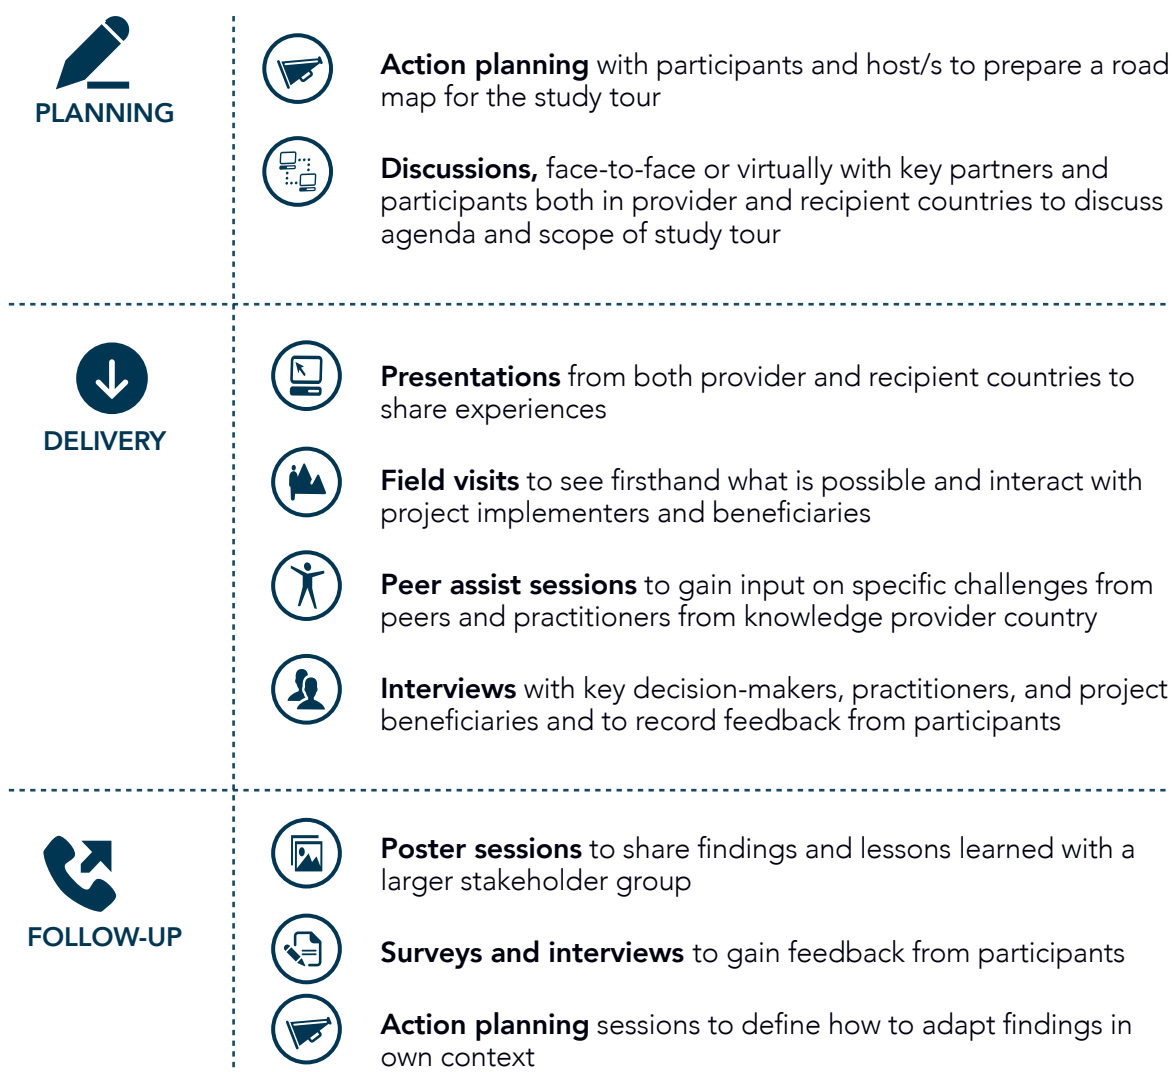 PLANNING
Action planning with participants and host/s to prepare a road
map for the study tour
Discussions, face-to-face or virtually with key partners and
participants both in provider and recipient countries to discuss
agenda and scope of study tour
DELIVERY
Presentations from both provider and recipient countries to
share experiences
Field visits to see firsthand what is possible and interact with
project implementers and beneficiaries
Peer assist sessions to gain input on specific challenges from
peers and practitioners from knowledge provider country
Interviews with key decision-makers, practitioners, and project
beneficiaries and to record feedback from participants
FOLLOW-UP
Poster sessions to share findings and lessons learned with a
larger stakeholder group
Surveys and interviews to gain feedback from participants
Action planning sessions to define how to adapt findings in
own context